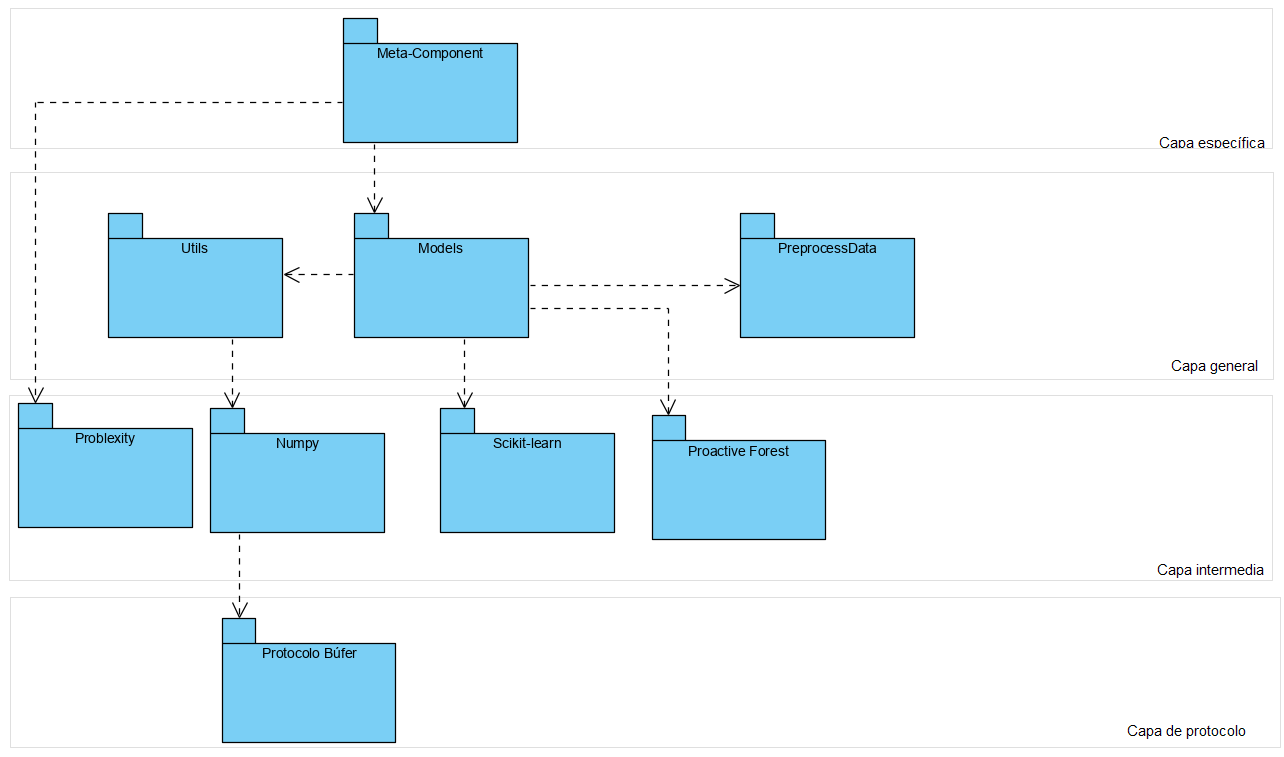 Meta-Component
Capa específica
Utils
Models
PreprocessData
Capa general
Problexity
Numpy
Scikit-learn
Proactive Forest
Capa intermedia
Protocolo Búfer
Capa de protocolo